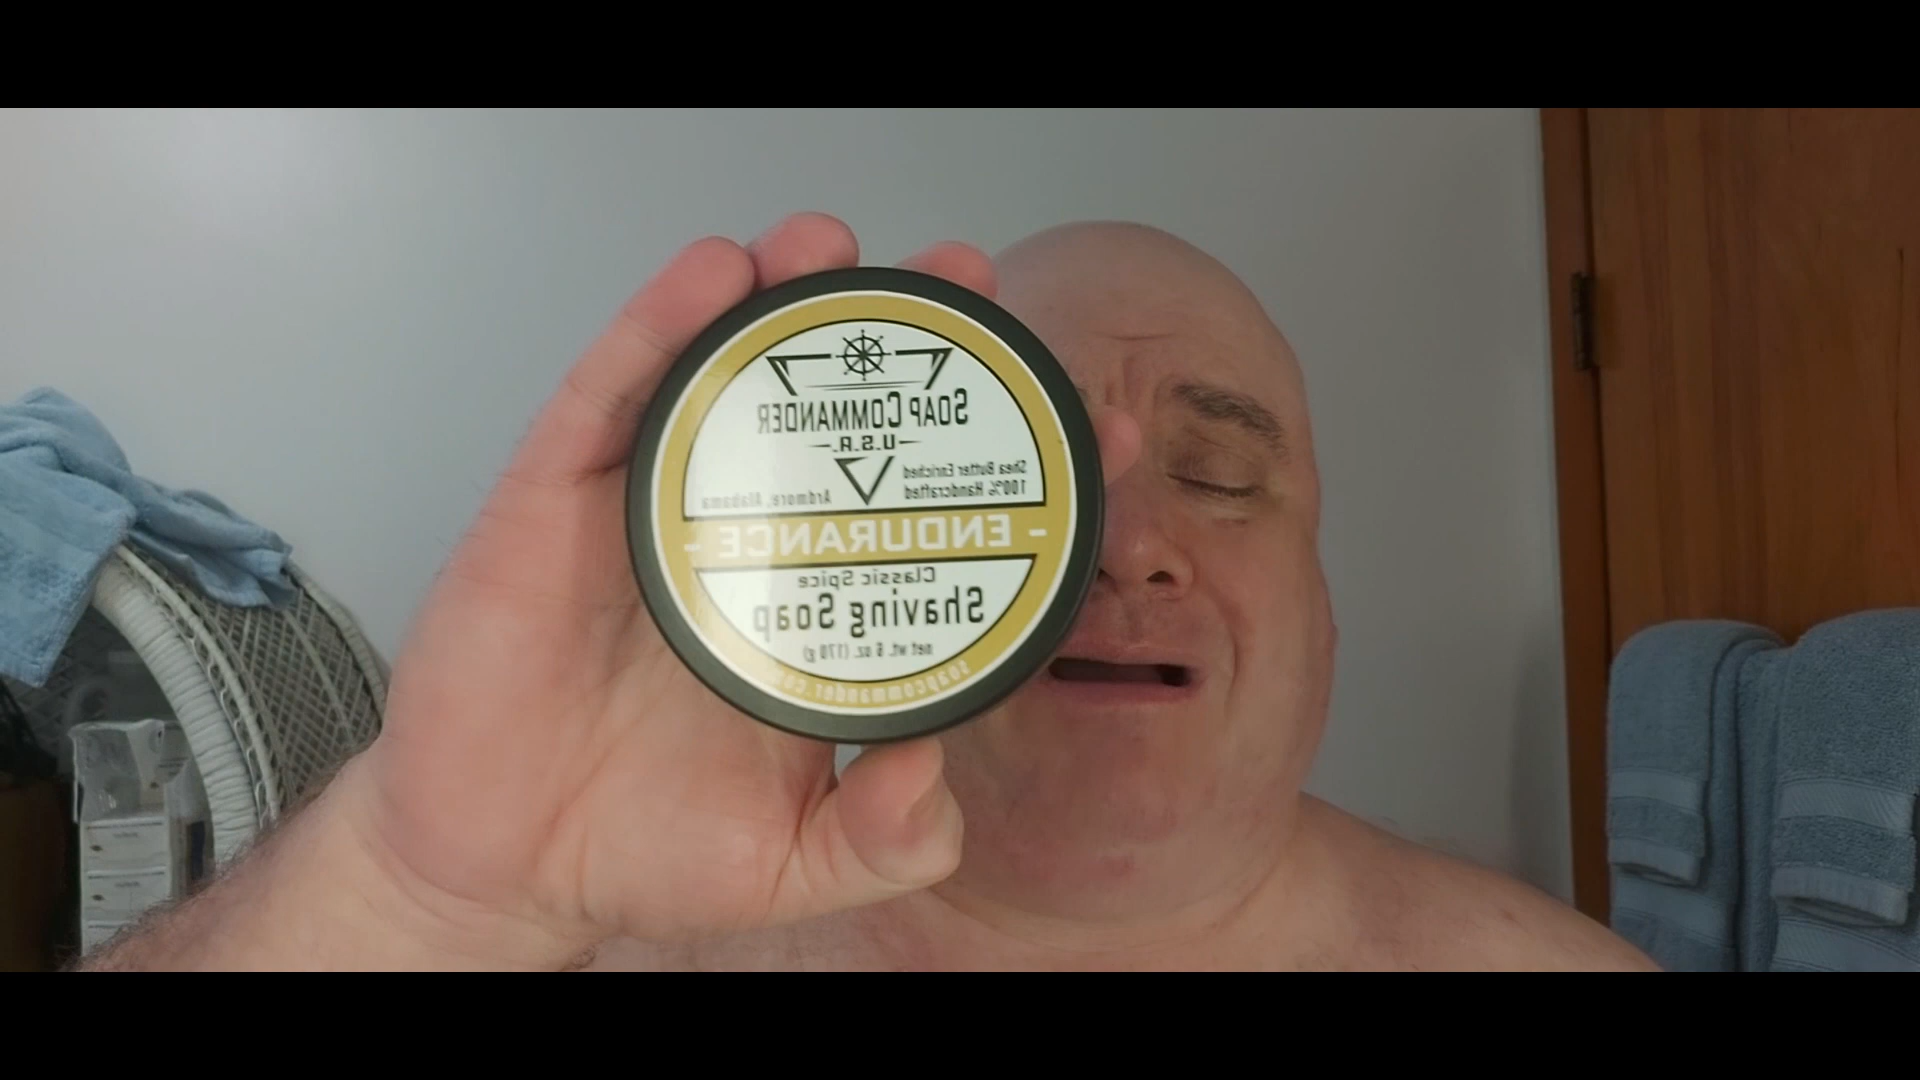 SOAP COMMANDER
U.S.A.
Shea Butter Enriched
100% Handcrafted
Ardmore, Alabama
- ENDURANCE -
Classic Spice
Shaving Soap
net wt. 6 oz. (170 g)
soapcommander.com